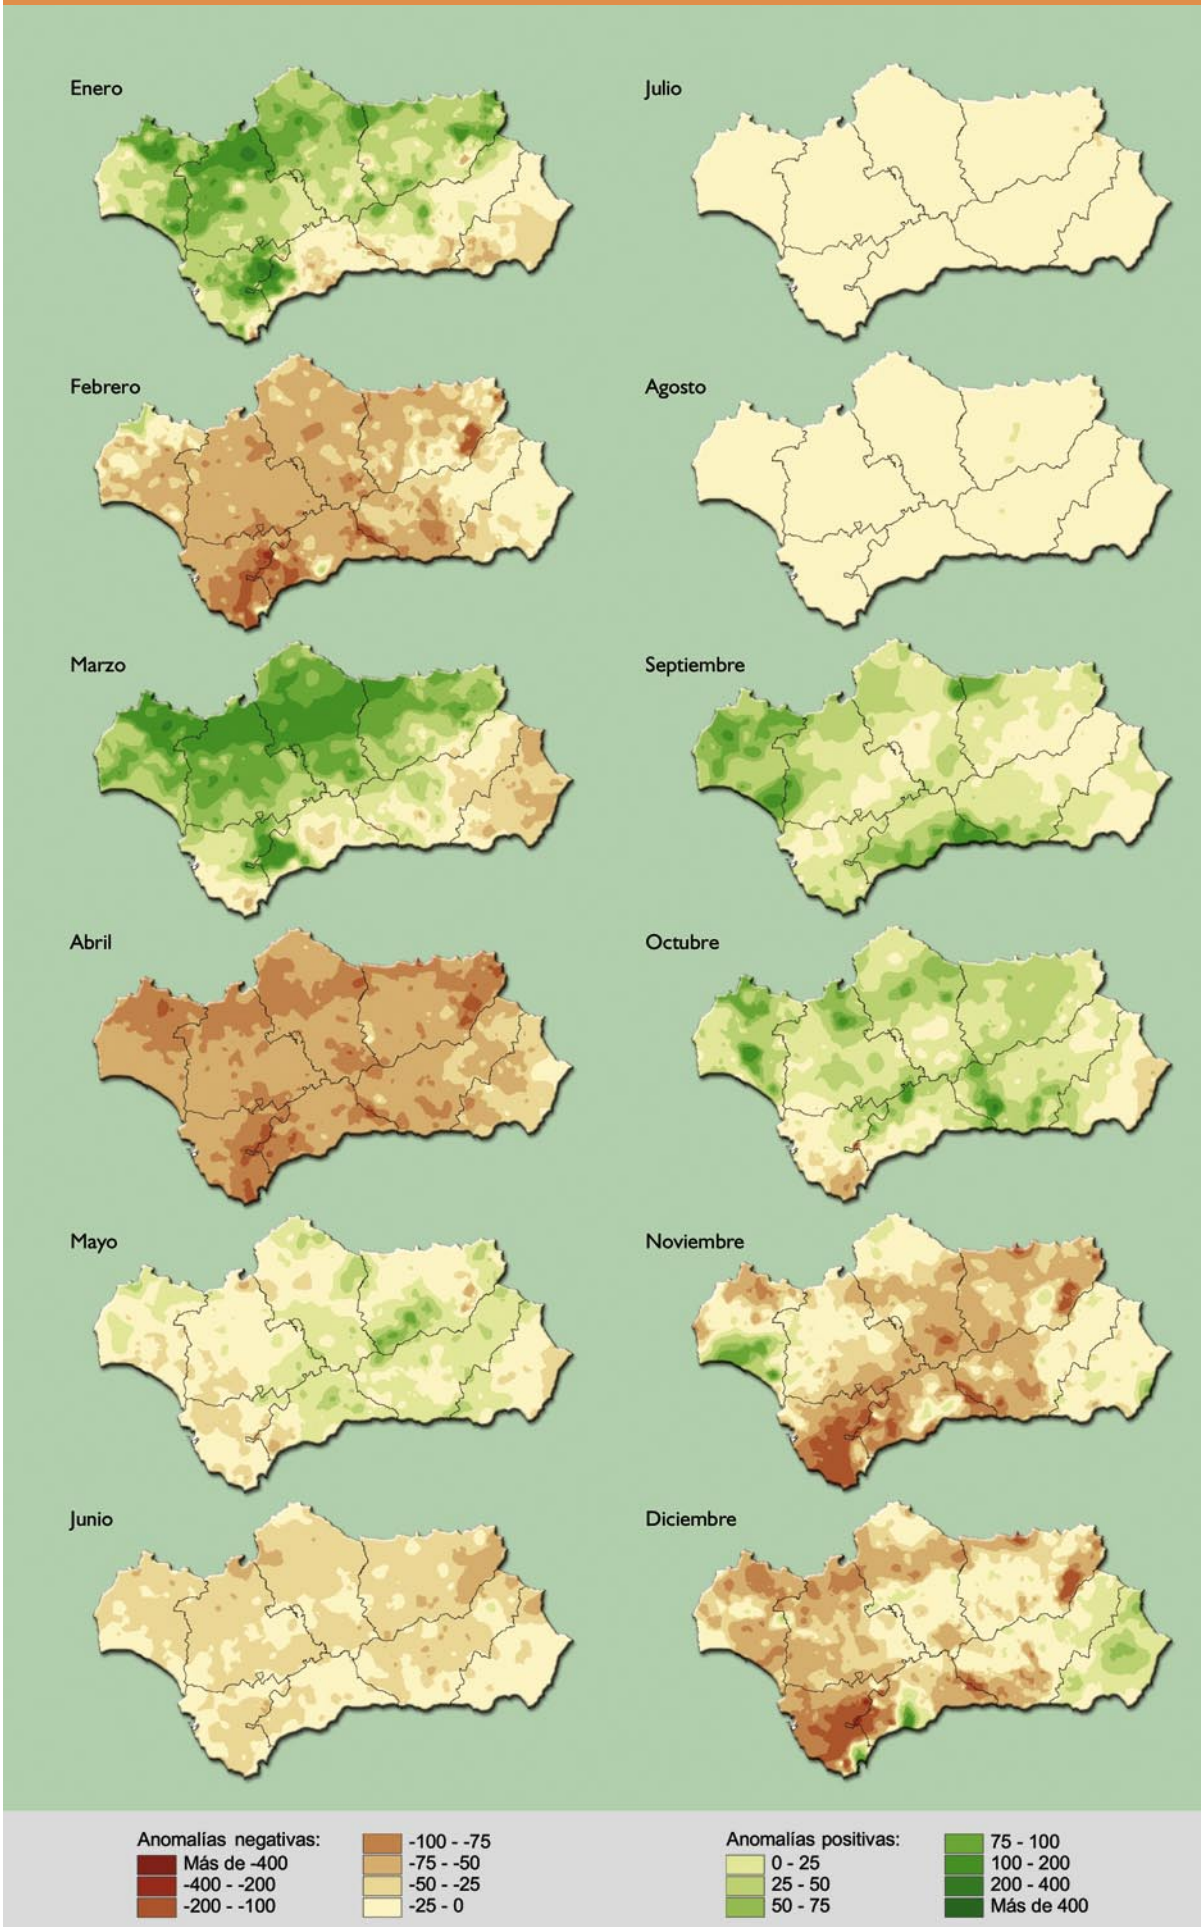 Enero
Julio
Febrero
Agosto
Marzo
Septiembre
Abril
Octubre
Mayo
Noviembre
Junio
Diciembre
Anomalías negativas:
Más de -400
-400 - -200
-200 - -100
-100 - -75
-75 - -50
-50 - -25
-25 - 0
Anomalías positivas:
0 - 25
25 - 50
50 - 75
75 - 100
100 - 200
200 - 400
Más de 400